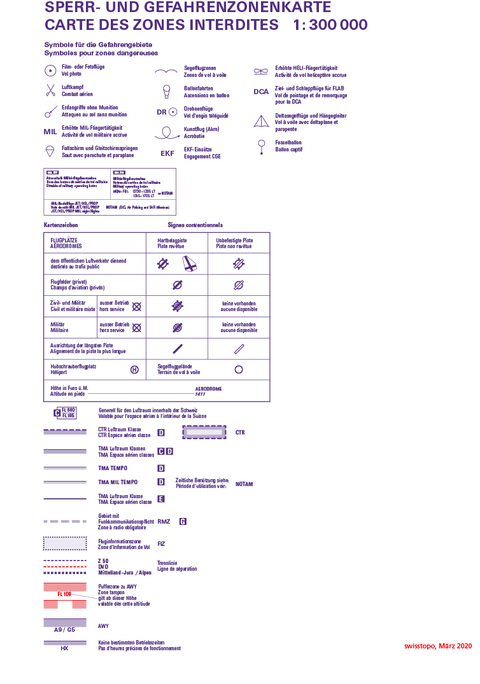 SPERR- UND GEFAHRENZONENKARTE
CARTE DES ZONES INTERDITES 1: 300 000
Symbole für die Gefahrengebiete
Symboles pour zones dangereuses
Film- oder Fotoflüge
Vol photo
Segelflugzonen
Zones de vol à voile
Erhöhte HELI-Fliegertätigkeit
Activité de vol hélicoptère accrue
Luftkampf
Combat aérien
Ballonfahrten
Ascensions en ballon
DCA
Ziel- und Schleppflüge für FLAB
Vol de pointage et de remorquage
pour la DCA
Erdangriffe ohne Munition
Attaques au sol sans munition
DR
Drohnenflüge
Vol d'engin téléguidé
Deltasegelflüge und Hängegleiter
Vol à voile avec deltaplane et
parapente
MIL
Erhöhte MIL-Fliegertätigkeit
Activité de vol militaire accrue
Kunstflug (Akro)
Acrobatie
Fallschirm und Gleitschirmspringen
Saut avec parachute et parapente
EKF
EKF-Einsätze
Engagement CGE
Fesselballon
Ballon captif
Kartenzeichen
Signes conventionnels
FLUGPLÄTZE
AÉRODROMES
Hartbelagpiste
Piste revêtue
Unbefestigte Piste
Piste non revêtue
dem öffentlichen Luftverkehr dienend
destinés au trafic public
Flugfelder (privat)
Champs d'aviation (privés)
Zivil- und Militär
Civil et militaire mixte
ausser Betrieb
hors service
keine vorhanden
aucune disponible
Militär
Militaire
ausser Betrieb
hors service
keine vorhanden
aucune disponible
Ausrichtung der längsten Piste
Alignement de la piste la plus longue
Hubschrauberflugplatz
Héliport
H
Segelfluggelände
Terrain de vol à voile
Höhe in Fuss ü. M.
Altitude en pieds
AERODROME
1411
C FL 660
FL 195
Generell für den Luftraum innerhalb der Schweiz
Valable pour l'espace aérien à l'intérieur de la Suisse
CTR Luftraum Klasse
CTR Espace aérien classe
D
CTR
TMA Luftraum Klassen
TMA Espace aérien classes
C D
TMA TEMPO
D
TMA MIL TEMPO
D
Zeitliche Benützung siehe:
Période d'utilisation voir:
NOTAM
TMA Luftraum Klasse
TMA Espace aérien classe
E
Gebiet mit
Funkkommunikationspflicht
Zone à radio obligatoire
RMZ
G
Fluginformationszone
Zone d'Information de Vol
FIZ
Z 50
DVO
Mittelland-Jura / Alpen
Trennlinie
Ligne de séparation
FL 100
Pufferzone zu AWY
Zone tampon
gilt ab dieser Höhe
valable dès cette altitude
A9 / G5
AWY
HX
Keine bestimmten Betriebszeiten
Pas d'heures précises de fonctionnement
swisstopo, März 2020